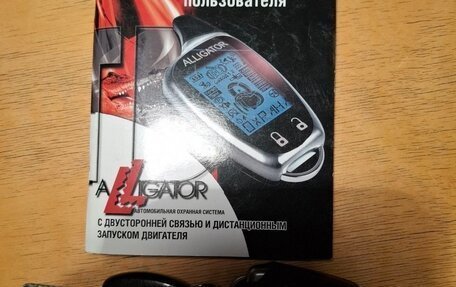 пользователя
ALLIGATOR
ALLIGATOR
АВТОМОБИЛЬНАЯ ОХРАННАЯ СИСТЕМА
С ДВУСТОРОННЕЙ СВЯЗЬЮ И ДИСТАНЦИОННЫМ
ЗАПУСКОМ ДВИГАТЕЛЯ